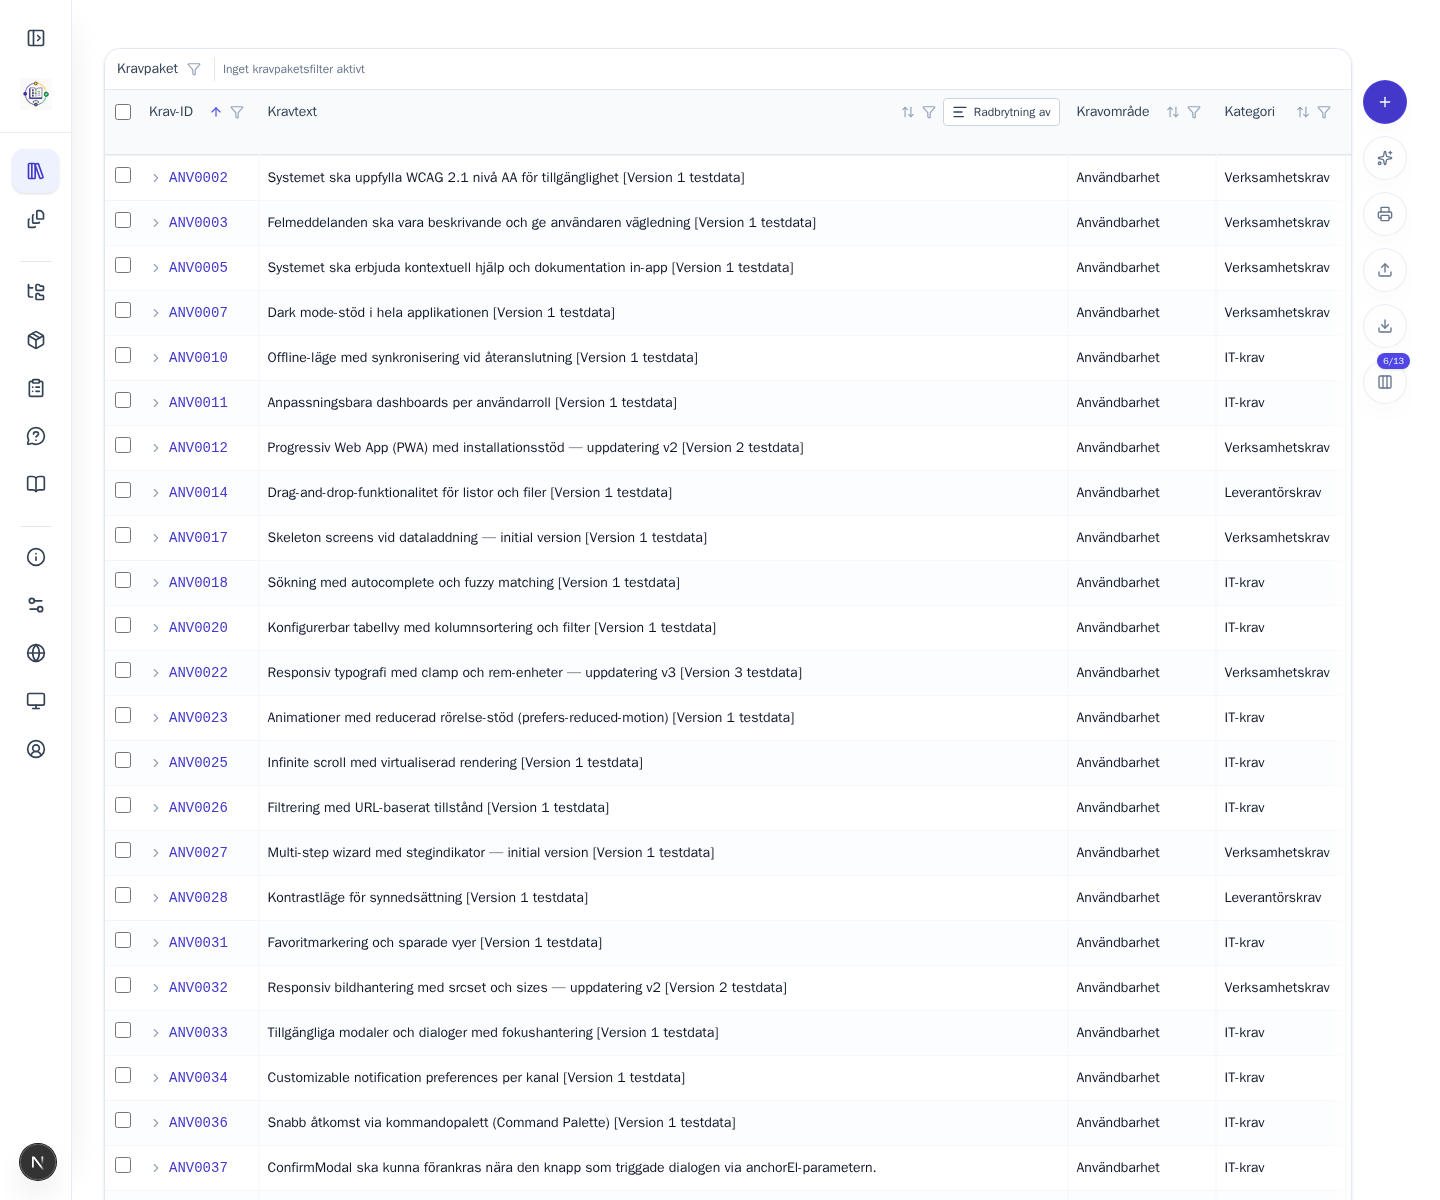 Kravpaket Inget kravpaketsfilter aktivt
Krav-ID Kravtext Radbrytning av Kravområde Kategori
ANV0002 Systemet ska uppfylla WCAG 2.1 nivå AA för tillgänglighet [Version 1 testdata] Användbarhet Verksamhetskrav
ANV0003 Felmeddelanden ska vara beskrivande och ge användaren vägledning [Version 1 testdata] Användbarhet Verksamhetskrav
ANV0005 Systemet ska erbjuda kontextuell hjälp och dokumentation in-app [Version 1 testdata] Användbarhet Verksamhetskrav
ANV0007 Dark mode-stöd i hela applikationen [Version 1 testdata] Användbarhet Verksamhetskrav
6/13
ANV0010 Offline-läge med synkronisering vid återanslutning [Version 1 testdata] Användbarhet IT-krav
ANV0011 Anpassningsbara dashboards per användarroll [Version 1 testdata] Användbarhet IT-krav
ANV0012 Progressiv Web App (PWA) med installationsstöd — uppdatering v2 [Version 2 testdata] Användbarhet Verksamhetskrav
ANV0014 Drag-and-drop-funktionalitet för listor och filer [Version 1 testdata] Användbarhet Leverantörskrav
ANV0017 Skeleton screens vid dataladdning — initial version [Version 1 testdata] Användbarhet Verksamhetskrav
ANV0018 Sökning med autocomplete och fuzzy matching [Version 1 testdata] Användbarhet IT-krav
ANV0020 Konfigurerbar tabellvy med kolumnsortering och filter [Version 1 testdata] Användbarhet IT-krav
ANV0022 Responsiv typografi med clamp och rem-enheter — uppdatering v3 [Version 3 testdata] Användbarhet Verksamhetskrav
ANV0023 Animationer med reducerad rörelse-stöd (prefers-reduced-motion) [Version 1 testdata] Användbarhet IT-krav
ANV0025 Infinite scroll med virtualiserad rendering [Version 1 testdata] Användbarhet IT-krav
ANV0026 Filtrering med URL-baserat tillstånd [Version 1 testdata] Användbarhet IT-krav
ANV0027 Multi-step wizard med stegindikator — initial version [Version 1 testdata] Användbarhet Verksamhetskrav
ANV0028 Kontrastläge för synnedsättning [Version 1 testdata] Användbarhet Leverantörskrav
ANV0031 Favoritmarkering och sparade vyer [Version 1 testdata] Användbarhet IT-krav
ANV0032 Responsiv bildhantering med srcset och sizes — uppdatering v2 [Version 2 testdata] Användbarhet Verksamhetskrav
ANV0033 Tillgängliga modaler och dialoger med fokushantering [Version 1 testdata] Användbarhet IT-krav
ANV0034 Customizable notification preferences per kanal [Version 1 testdata] Användbarhet IT-krav
ANV0036 Snabb åtkomst via kommandopalett (Command Palette) [Version 1 testdata] Användbarhet IT-krav
ANV0037 ConfirmModal ska kunna förankras nära den knapp som triggade dialogen via anchorEl-parametern. Användbarhet IT-krav
N